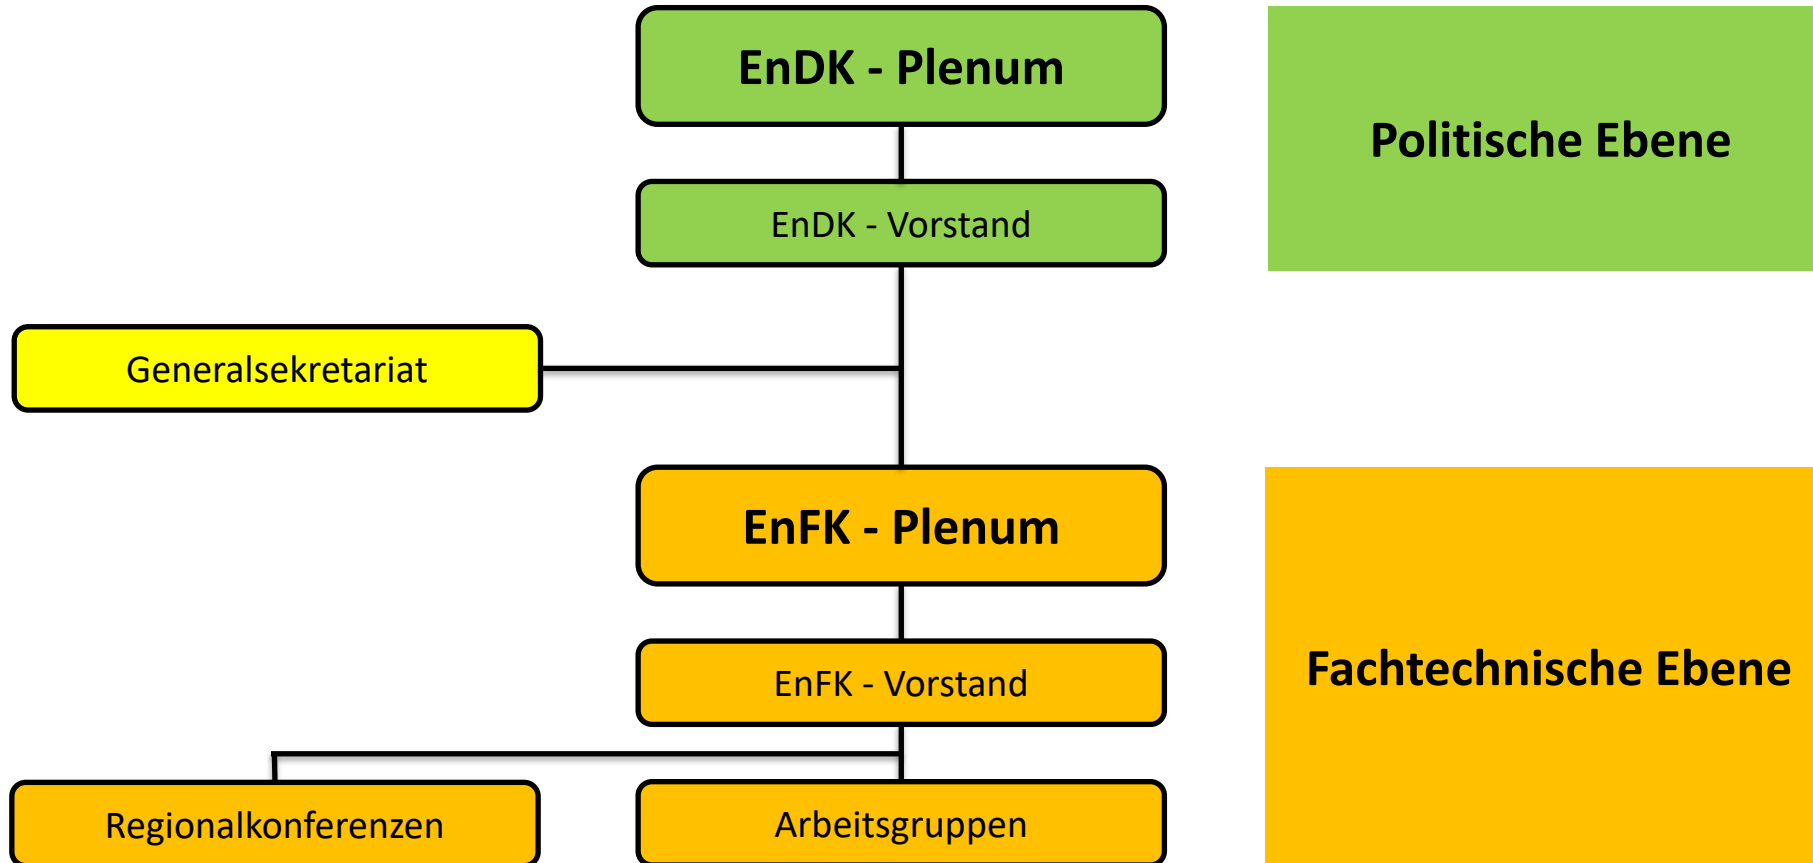 EnDK - Plenum
Politische Ebene
EnDK - Vorstand
Generalsekretariat
EnFK - Plenum
Fachtechnische Ebene
EnFK - Vorstand
Regionalkonferenzen
Arbeitsgruppen